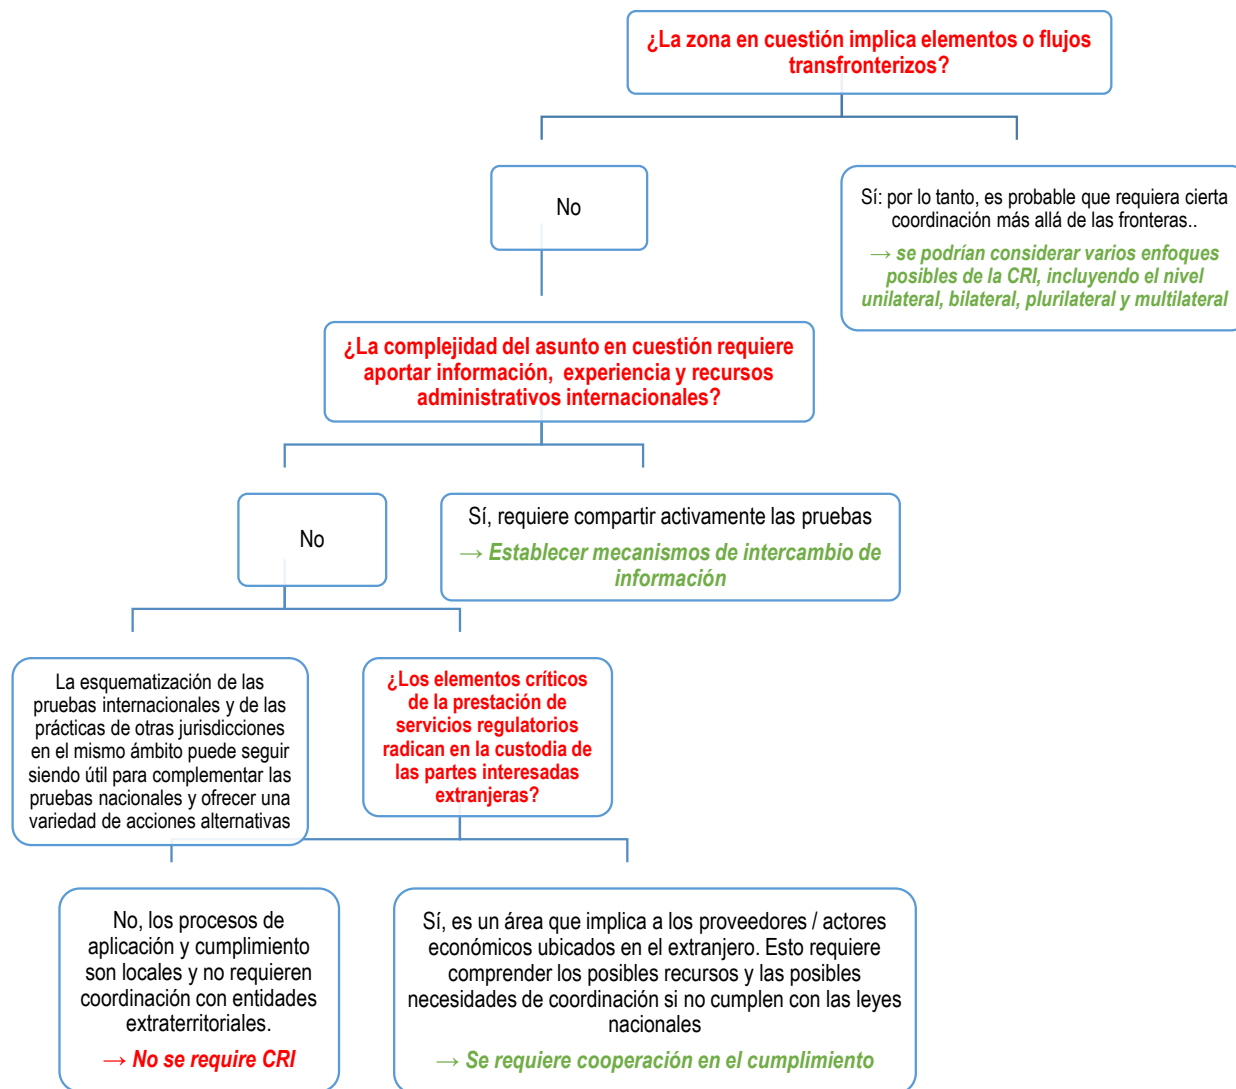 ¿La zona en cuestión implica elementos o flujos
transfronterizos?
No
Sí: por lo tanto, es probable que requiera cierta
coordinación más allá de las fronteras..
→ se podrían considerar varios enfoques
posibles de la CRI, incluyendo el nivel
unilateral, bilateral, plurilateral y multilateral
¿La complejidad del asunto en cuestión requiere
aportar información, experiencia y recursos
administrativos internacionales?
No
Sí, requiere compartir activamente las pruebas
→ Establecer mecanismos de intercambio de
información
La esquematización de las
pruebas internacionales y de las
prácticas de otras jurisdicciones
en el mismo ámbito puede seguir
siendo útil para complementar las
pruebas nacionales y ofrecer una
variedad de acciones alternativas
¿Los elementos críticos
de la prestación de
servicios regulatorios
radican en la custodia de
las partes interesadas
extranjeras?
No, los procesos de
aplicación y cumplimiento
son locales y no requieren
coordinación con entidades
extraterritoriales.
→ No se require CRI
Sí, es un área que implica a los proveedores / actores
económicos ubicados en el extranjero. Esto requiere
comprender los posibles recursos y las posibles
necesidades de coordinación si no cumplen con las leyes
nacionales
→ Se requiere cooperación en el cumplimiento